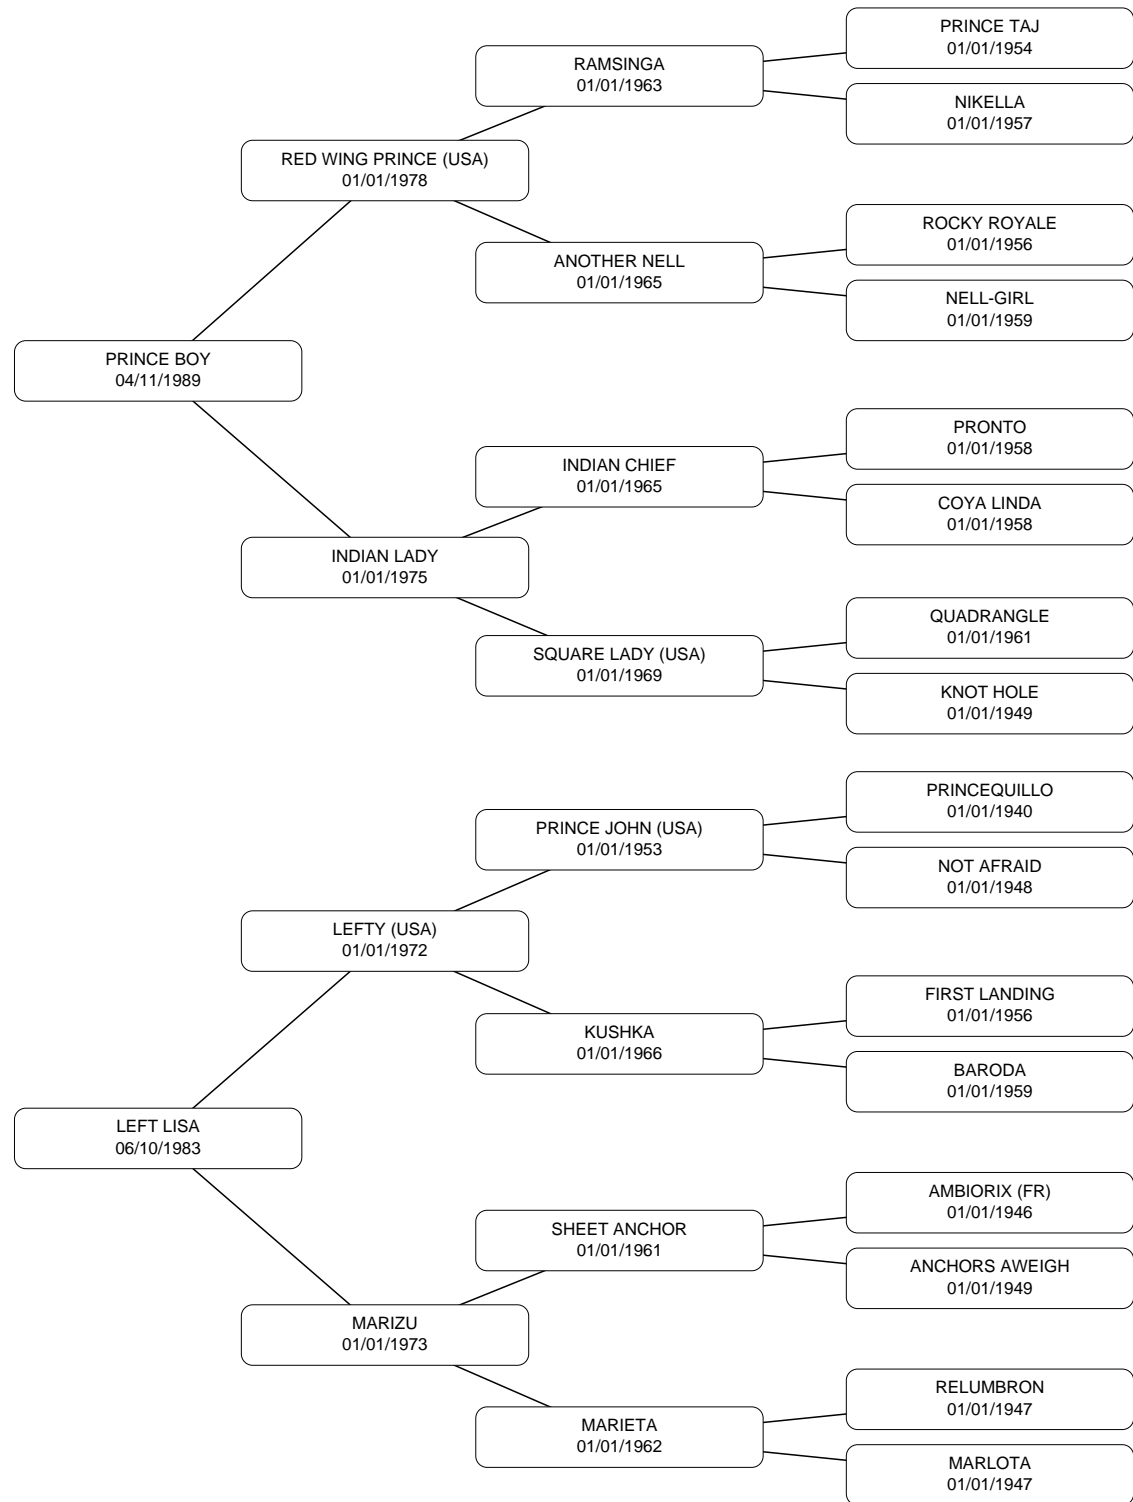 PRINCE TAJ
01/01/1954
RAMSINGA
01/01/1963
NIKELLA
01/01/1957
RED WING PRINCE (USA)
01/01/1978
ROCKY ROYALE
01/01/1956
ANOTHER NELL
01/01/1965
NELL-GIRL
01/01/1959
PRINCE BOY
04/11/1989
PRONTO
01/01/1958
INDIAN CHIEF
01/01/1965
COYA LINDA
01/01/1958
INDIAN LADY
01/01/1975
QUADRANGLE
01/01/1961
SQUARE LADY (USA)
01/01/1969
KNOT HOLE
01/01/1949
PRINCEQUILLO
01/01/1940
PRINCE JOHN (USA)
01/01/1953
NOT AFRAID
01/01/1948
LEFTY (USA)
01/01/1972
FIRST LANDING
01/01/1956
KUSHKA
01/01/1966
BARODA
01/01/1959
LEFT LISA
06/10/1983
AMBIORIX (FR)
01/01/1946
SHEET ANCHOR
01/01/1961
ANCHORS AWEIGH
01/01/1949
MARIZU
01/01/1973
RELUMBRON
01/01/1947
MARIETA
01/01/1962
MARLOTA
01/01/1947